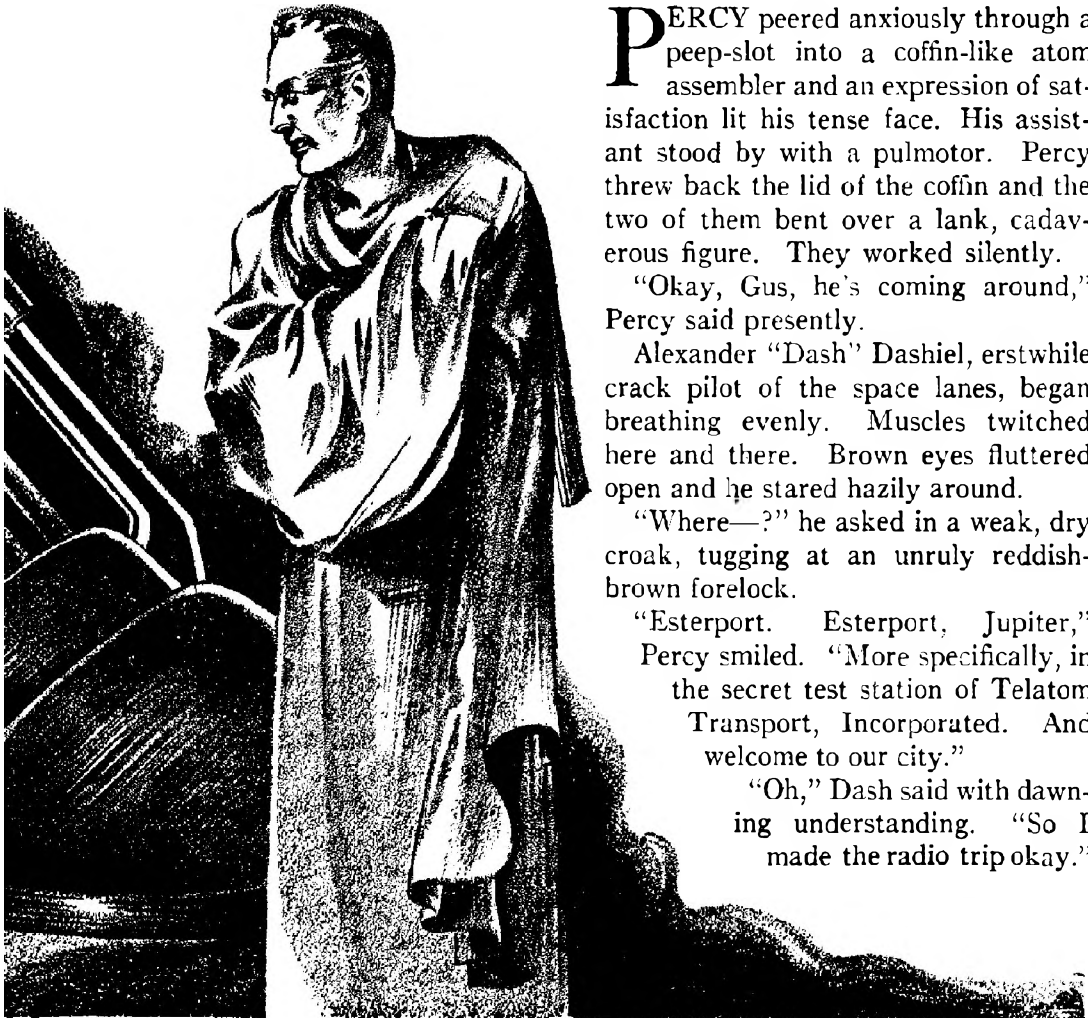 PERCY peered anxiously through a
peep-slot into a coffin-like atom
assembler and an expression of sat-
isfaction lit his tense face. His assist-
ant stood by with a pulmotor. Percy
threw back the lid of the coffin and the
two of them bent over a lank, cadav-
erous figure. They worked silently.
“Okay, Gus, he's coming around,”
Percy said presently.
Alexander “Dash” Dashiel, erstwhile
crack pilot of the space lanes, began
breathing evenly. Muscles twitched
here and there. Brown eyes fluttered
open and he stared hazily around.
“Where—?” he asked in a weak, dry
croak, tugging at an unruly reddish-
brown forelock.
“Esterport. Esterport, Jupiter,”
Percy smiled. “More specifically, in
the secret test station of Telatom
Transport, Incorporated. And
welcome to our city.”
“Oh,” Dash said with dawn-
ing understanding. “So I
made the radio trip okay.”